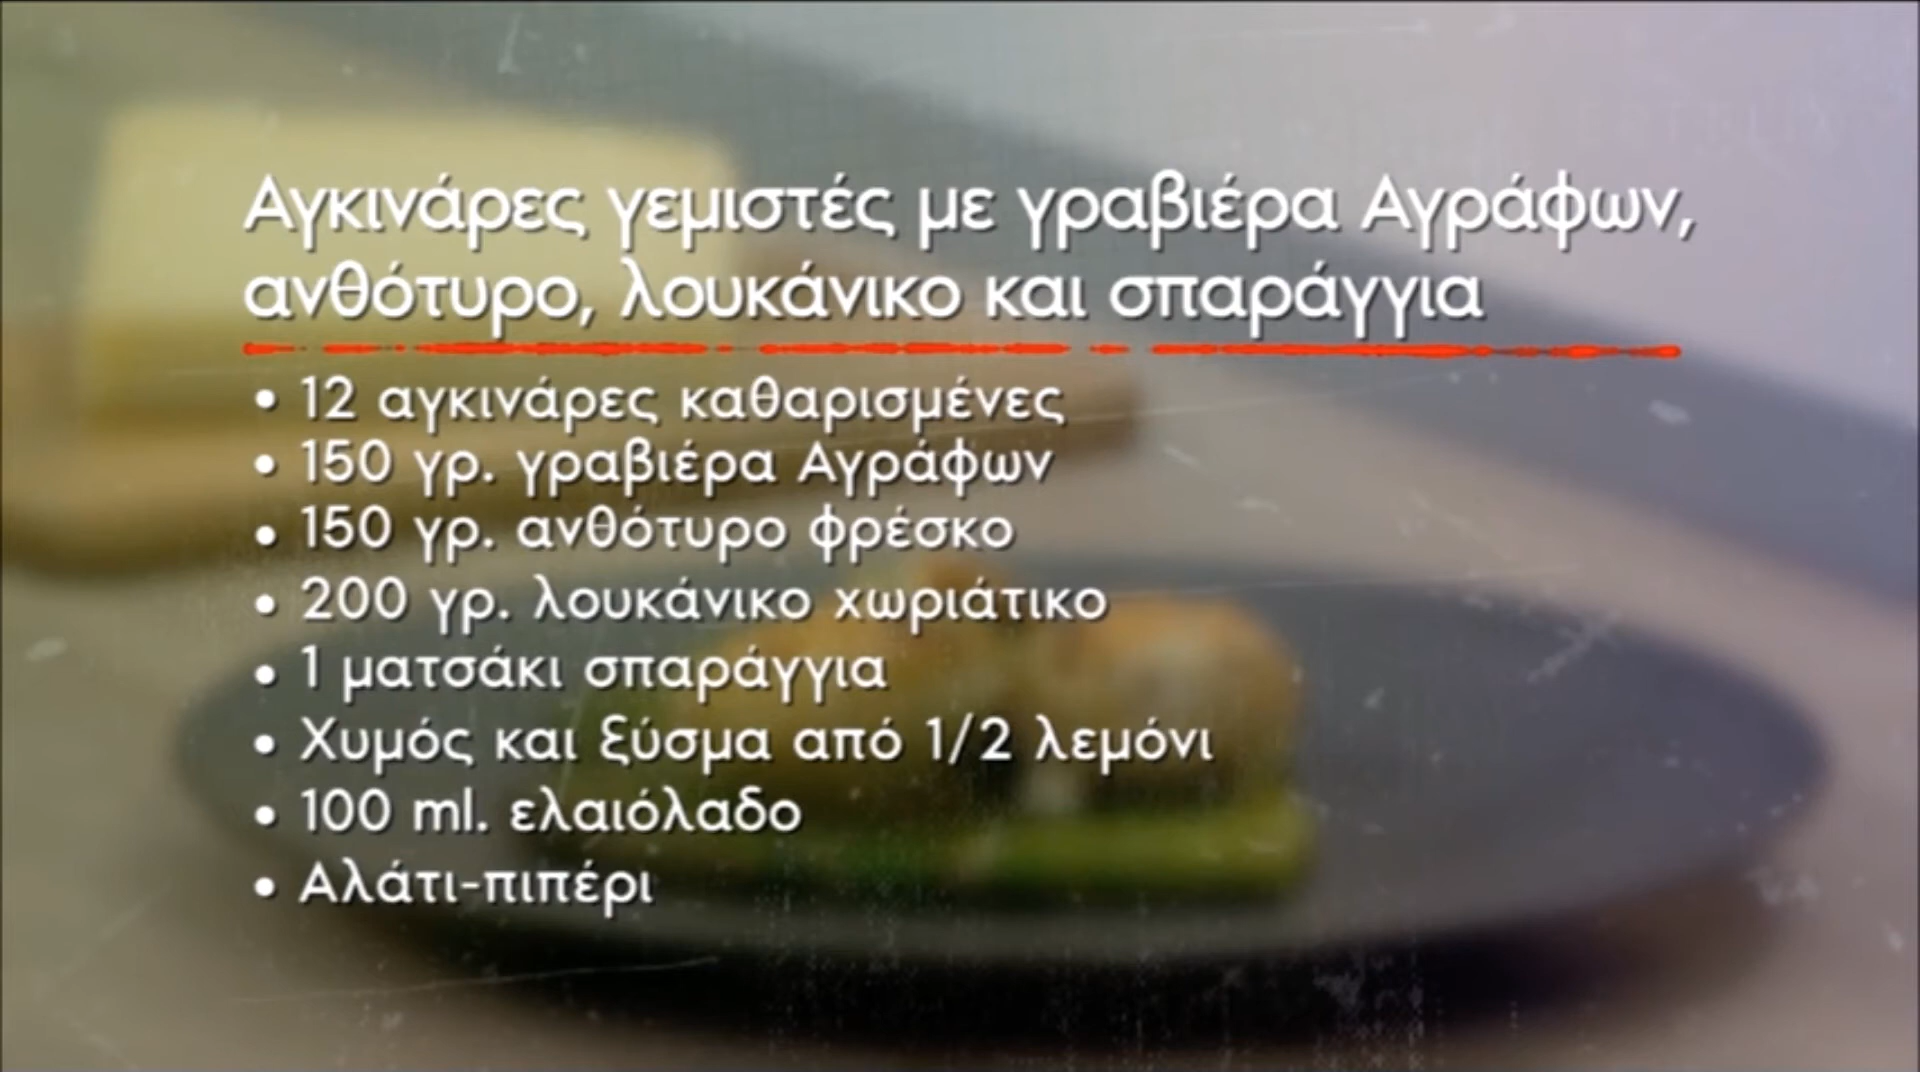 Αγκινάρες γεμιστές με γραβιέρα Αγράφων,
ανθότυρο, λουκάνικο και σπαράγγια
• 12 αγκινάρες καθαρισμένες
• 150 γρ. γραβιέρα Αγράφων
• 150 γρ. ανθότυρο φρέσκο
• 200 γρ. λουκάνικο χωριάτικο
• 1 ματσάκι σπαράγγια
• Χυμός και ξύσμα από 1/2 λεμόνι
• 100 ml. ελαιόλαδο
• Αλάτι-πιπέρι